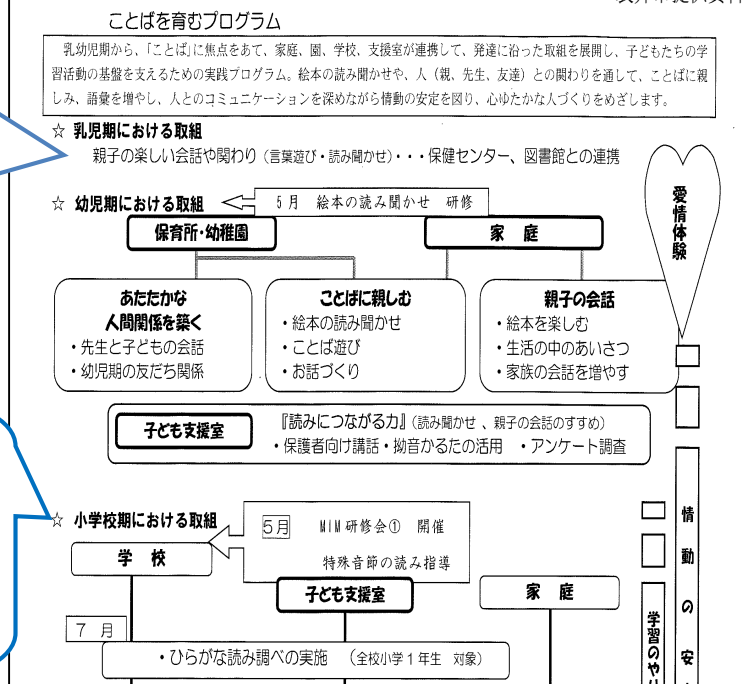 ことばを育むプログラム
乳幼児期から、「ことば」に焦点をあて、家庭、園、学校、支援室が連携して、発達に沿った取組を展開し、子どもたちの学
習活動の基盤を支えるための実践プログラム。絵本の読み聞かせや、人（親、先生、友達）との関わりを通して、ことばに親
しみ、語彙を増やし、人とのコミュニケーションを深めながら情動の安定を図り、心ゆたかな人づくりをめざします。
☆ 乳児期における取組
親子の楽しい会話や関わり（言葉遊び・読み聞かせ）・・・保健センター、図書館との連携
愛情体験
☆ 幼児期における取組
5月 絵本の読み聞かせ 研修
保育所・幼稚園
家 庭
あたたかな
人間関係を築く
・先生と子どもの会話
・幼児期の友だち関係
ことばに親しむ
・絵本の読み聞かせ
・ことば遊び
・お話づくり
親子の会話
・絵本を楽しむ
・生活の中のあいさつ
・家族の会話を増やす
子ども支援室
『読みにつながる力』（読み聞かせ 、親子の会話のすすめ）
・保護者向け講話・拗音かるたの活用 ・アンケート調査
☆ 小学校期における取組
5月 MIM研修会① 開催
特殊音節の読み指導
学 校
子ども支援室
家 庭
7 月
・ひらがな読み調べの実施 （全校小学１年生 対象）
情動の安
学習のや